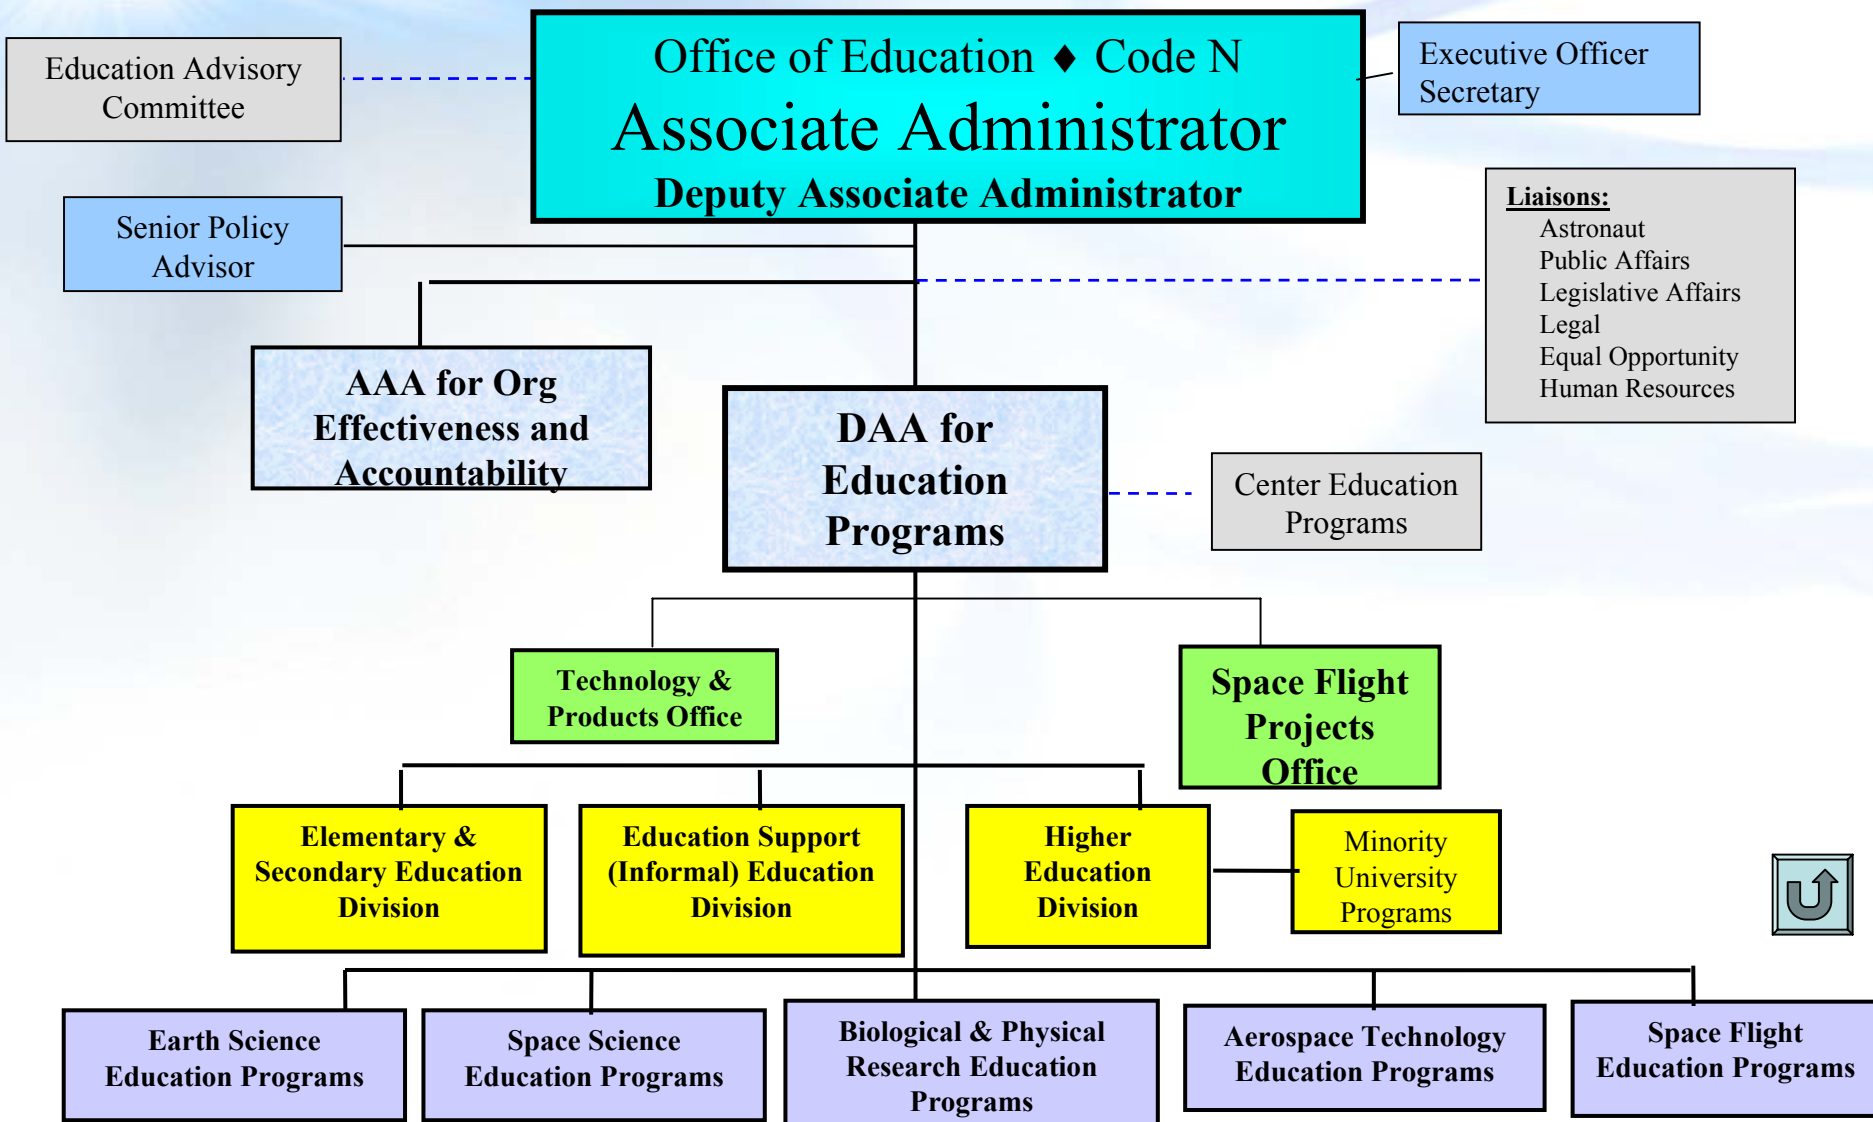 Office of Education ♦ Code N
Associate Administrator
Deputy Associate Administrator
Education Advisory
Committee
Executive Officer
Secretary
Senior Policy
Advisor
Liaisons:
Astronaut
Public Affairs
Legislative Affairs
Legal
Equal Opportunity
Human Resources
AAA for Org
Effectiveness and
Accountability
DAA for
Education
Programs
Center Education
Programs
Technology &
Products Office
Space Flight
Projects
Office
Elementary &
Secondary Education
Division
Education Support
(Informal) Education
Division
Higher
Education
Division
Minority
University
Programs
Earth Science
Education Programs
Space Science
Education Programs
Biological & Physical
Research Education
Programs
Aerospace Technology
Education Programs
Space Flight
Education Programs